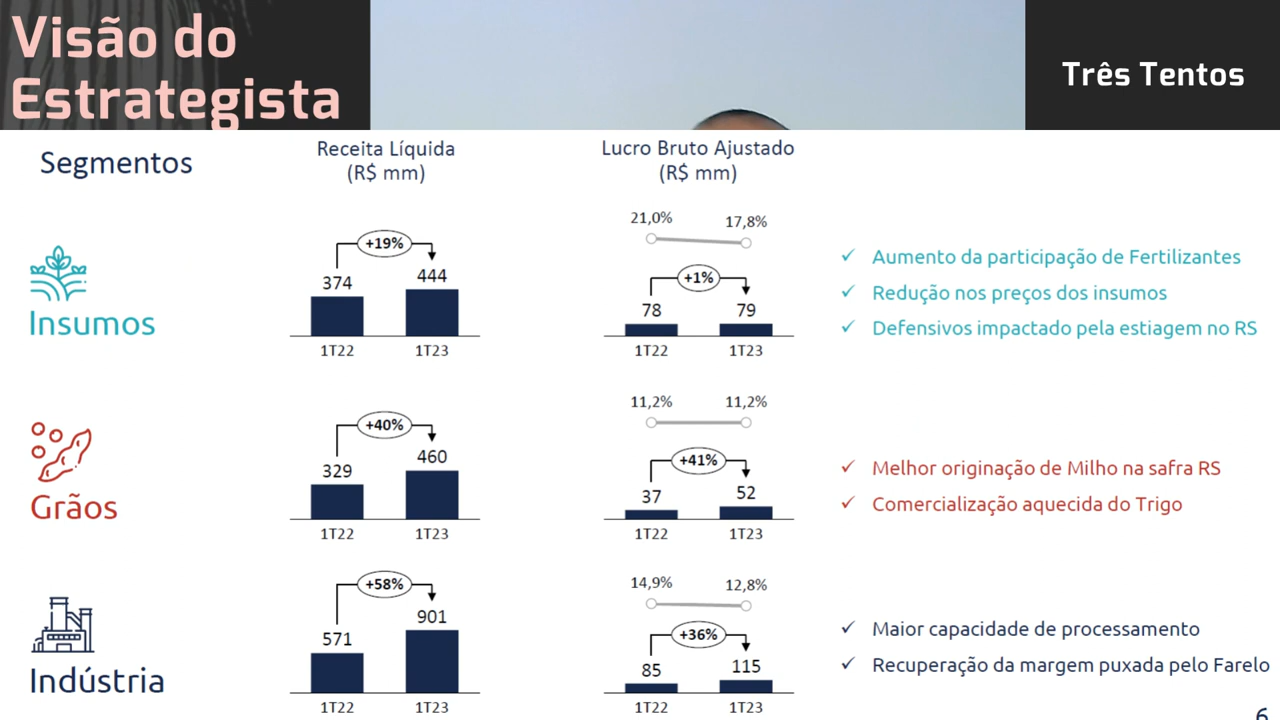 Visão do
Estrategista
Três Tentos
Segmentos
Receita Líquida
(R$ mm)
Lucro Bruto Ajustado
(R$ mm)
Insumos
+19%
374
444
1T22
1T23
21,0%
17,8%
+1%
78
79
1T22
1T23
✓ Aumento da participação de Fertilizantes
✓ Redução nos preços dos insumos
✓ Defensivos impactado pela estiagem no RS
Grãos
+40%
329
460
1T22
1T23
11,2%
11,2%
+41%
37
52
1T22
1T23
✓ Melhor originação de Milho na safra RS
✓ Comercialização aquecida do Trigo
Indústria
+58%
571
901
1T22
1T23
14,9%
12,8%
+36%
85
115
1T22
1T23
✓ Maior capacidade de processamento
✓ Recuperação da margem puxada pelo Farelo
6